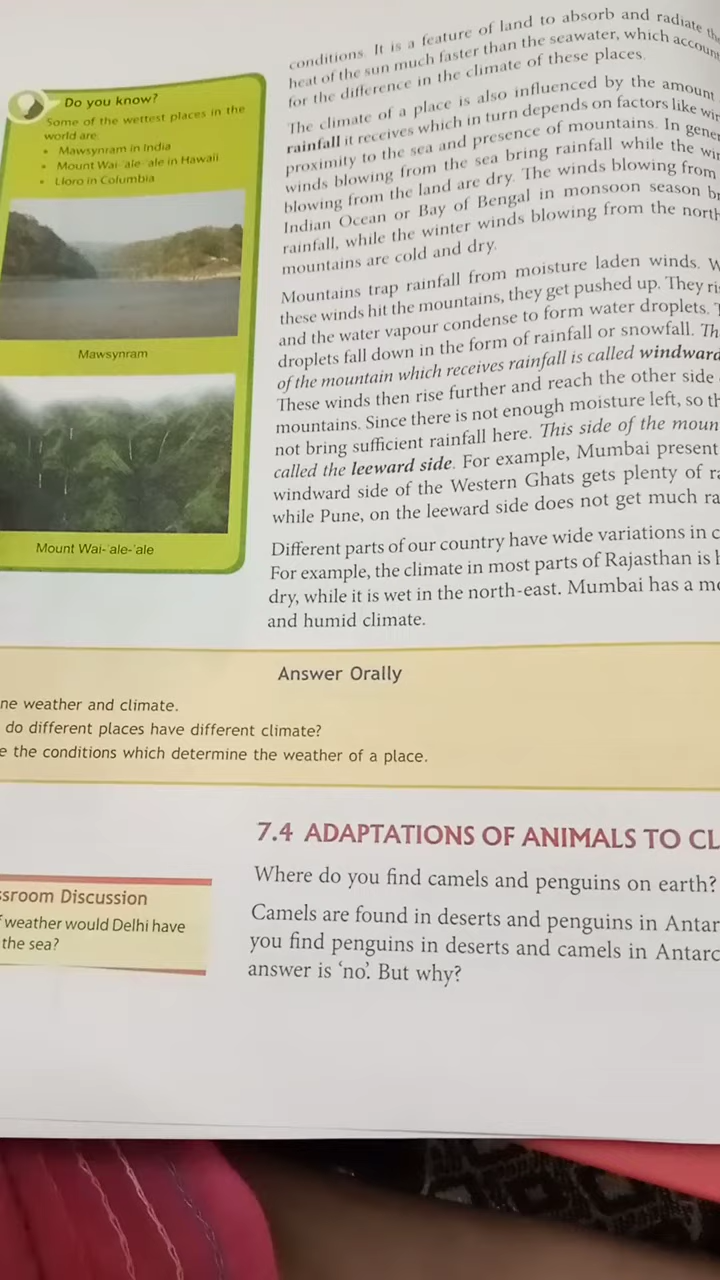 Do you know?
Some of the wettest places in the
world are:
• Mawsynram in India
• Mount Wai-'ale-'ale in Hawaii
• Lloro in Columbia
Mawsynram
Mount Wai-'ale-'ale
conditions. It is a feature of land to absorb and radiate
heat of the sun much faster than the seawater, which
for the difference in the climate of these places.
The climate of a place is also influenced by the amount
rainfall it receives which in turn depends on factors like
proximity to the sea and presence of mountains. In
winds blowing from the sea bring rainfall while the
blowing from the land are dry. The winds blowing from
Indian Ocean or Bay of Bengal in monsoon season
rainfall, while the winter winds blowing from the
mountains are cold and dry.
Mountains trap rainfall from moisture laden winds.
these winds hit the mountains, they get pushed up. They
and the water vapour condense to form water droplets.
droplets fall down in the form of rainfall or snowfall.
of the mountain which receives rainfall is called windward
These winds then rise further and reach the other side
mountains. Since there is not enough moisture left, so
not bring sufficient rainfall here. This side of the
called the leeward side. For example, Mumbai present
windward side of the Western Ghats gets plenty of
while Pune, on the leeward side does not get much
Different parts of our country have wide variations in
For example, the climate in most parts of Rajasthan is
dry, while it is wet in the north-east. Mumbai has a
and humid climate.
Answer Orally
ne weather and climate.
do different places have different climate?
e the conditions which determine the weather of a place.
7.4 ADAPTATIONS OF ANIMALS TO CL
Where do you find camels and penguins on earth?
Camels are found in deserts and penguins in Antar
you find penguins in deserts and camels in Antarc
answer is 'no'. But why?
ssroom Discussion
weather would Delhi have
the sea?